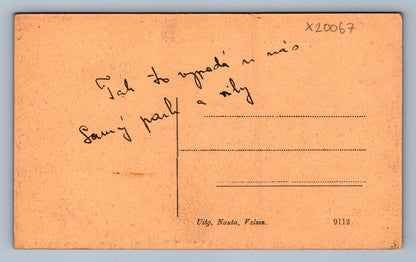 X20067
Tak to vypadá u nás.
Samý park a vily
Uitg. Nauta, Velsen.
9112